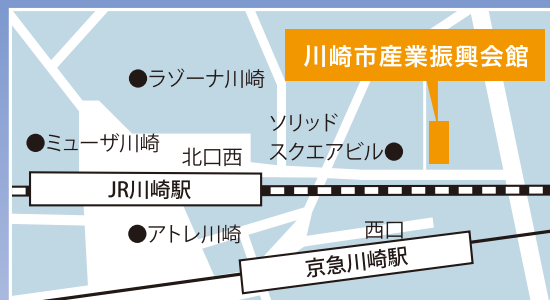 川崎市産業振興会館
●ラゾーナ川崎
ソリッド
スクエアビル●
●ミューザ川崎
北口西
JR川崎駅
●アトレ川崎
西口
京急川崎駅